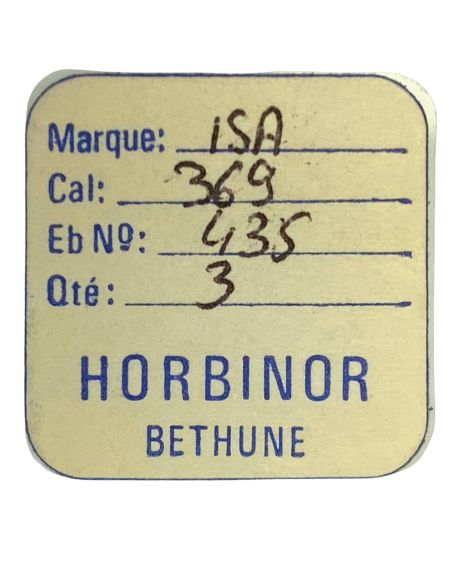 Marque: ISA
Cal: 369
Eb Nº: 435
Qté: 3
HORBINOR
BETHUNE